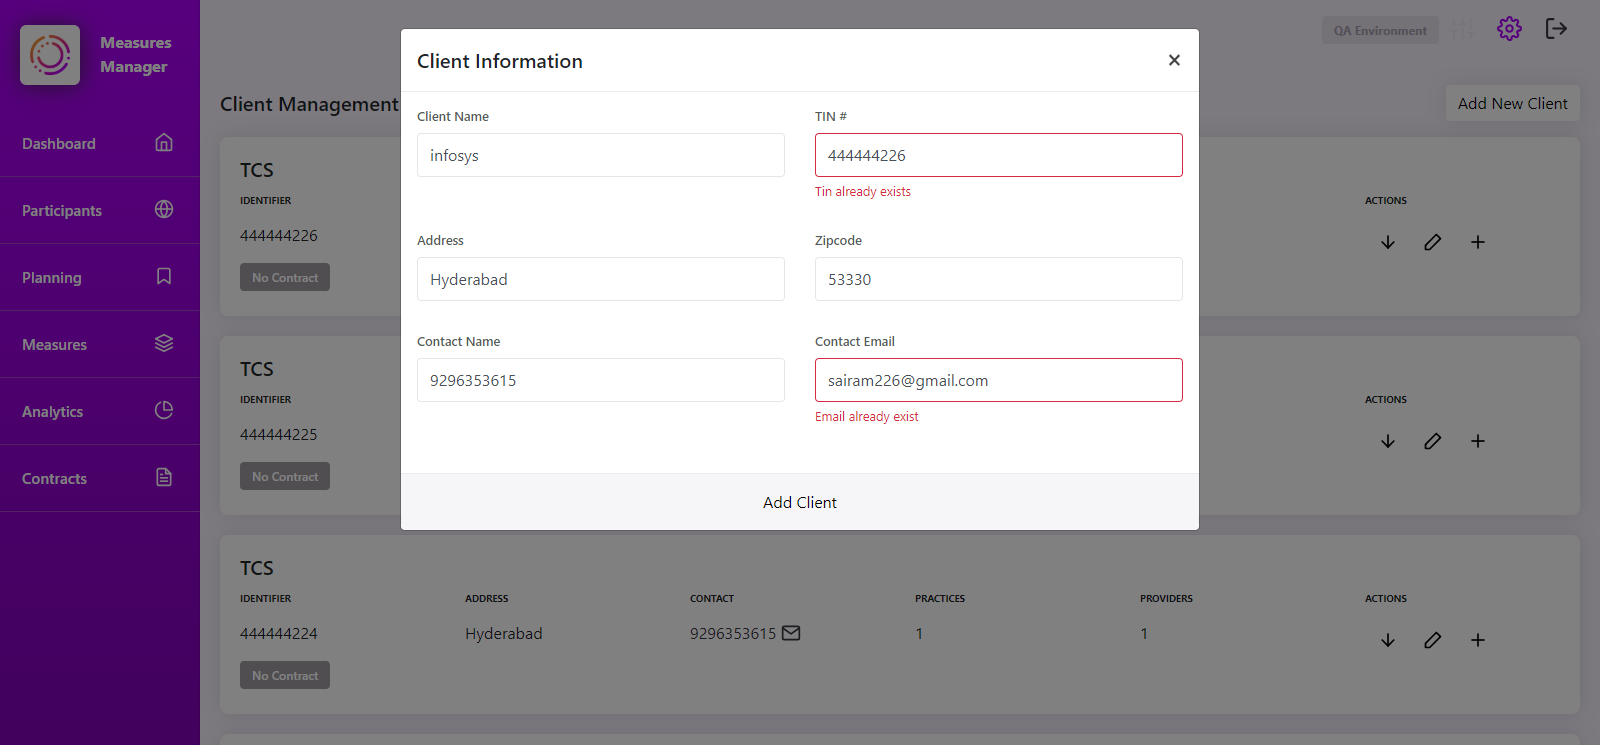 Measures
Manager
QA Environment
Dashboard
Participants
Planning
Measures
Analytics
Contracts
Client Management
Add New Client
Client Information
Client Name
TIN #
infosys
444444226
Tin already exists
Address
Zipcode
Hyderabad
53330
Contact Name
Contact Email
9296353615
sairam226@gmail.com
Email already exist
Add Client
TCS
IDENTIFIER
ACTIONS
444444226
No Contract
TCS
IDENTIFIER
ACTIONS
444444225
No Contract
TCS
IDENTIFIER ADDRESS CONTACT PRACTICES PROVIDERS ACTIONS
444444224 Hyderabad 9296353615 1 1
No Contract